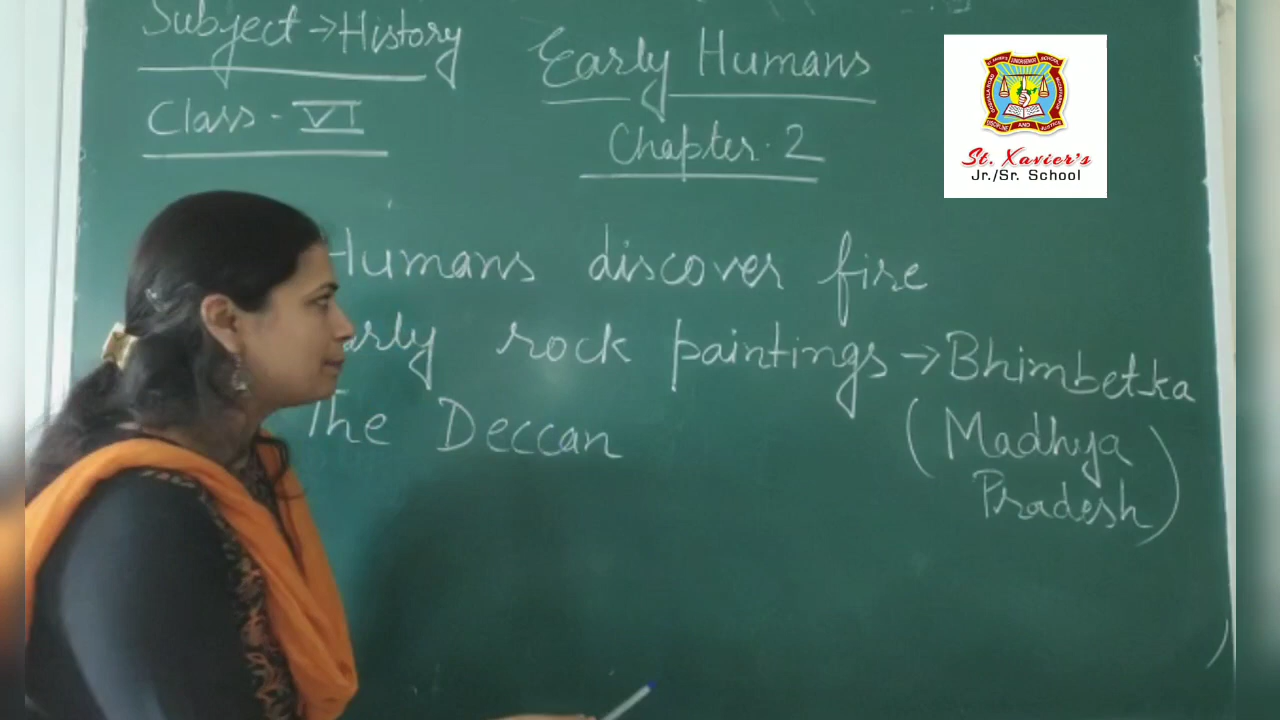 Subject → History
Class - VI
Early Humans
Chapter · 2
Humans discover fire
Early rock paintings → Bhimbetka
(Madhya
Pradesh)
The Deccan
St. Xavier's
Jr./Sr. School